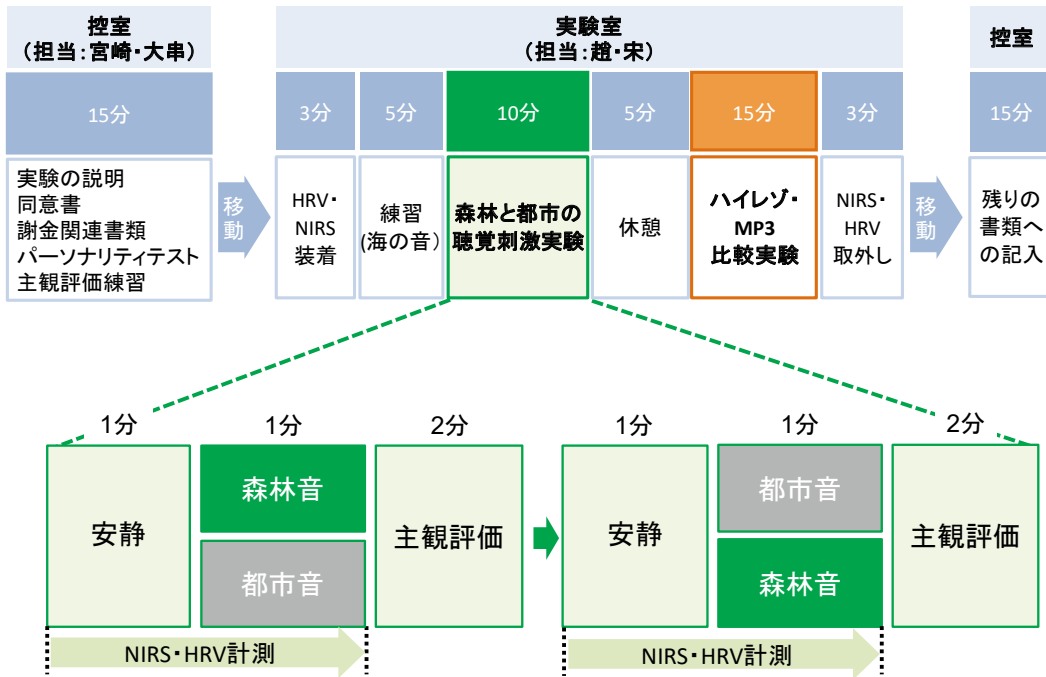 控室
(担当:宮崎・大串)
実験室
(担当:趙・宋)
控室
15分
3分
5分
10分
5分
15分
3分
15分
実験の説明
同意書
謝金関連書類
パーソナリティテスト
主観評価練習
移動
HRV・
NIRS
装着
練習
(海の音)
森林と都市の
聴覚刺激実験
休憩
ハイレゾ・
MP3
比較実験
NIRS・
HRV
取外し
移動
残りの
書類へ
の記入
1分
1分
2分
1分
1分
2分
安静
森林音
都市音
主観評価
安静
都市音
森林音
主観評価
NIRS・HRV計測
NIRS・HRV計測